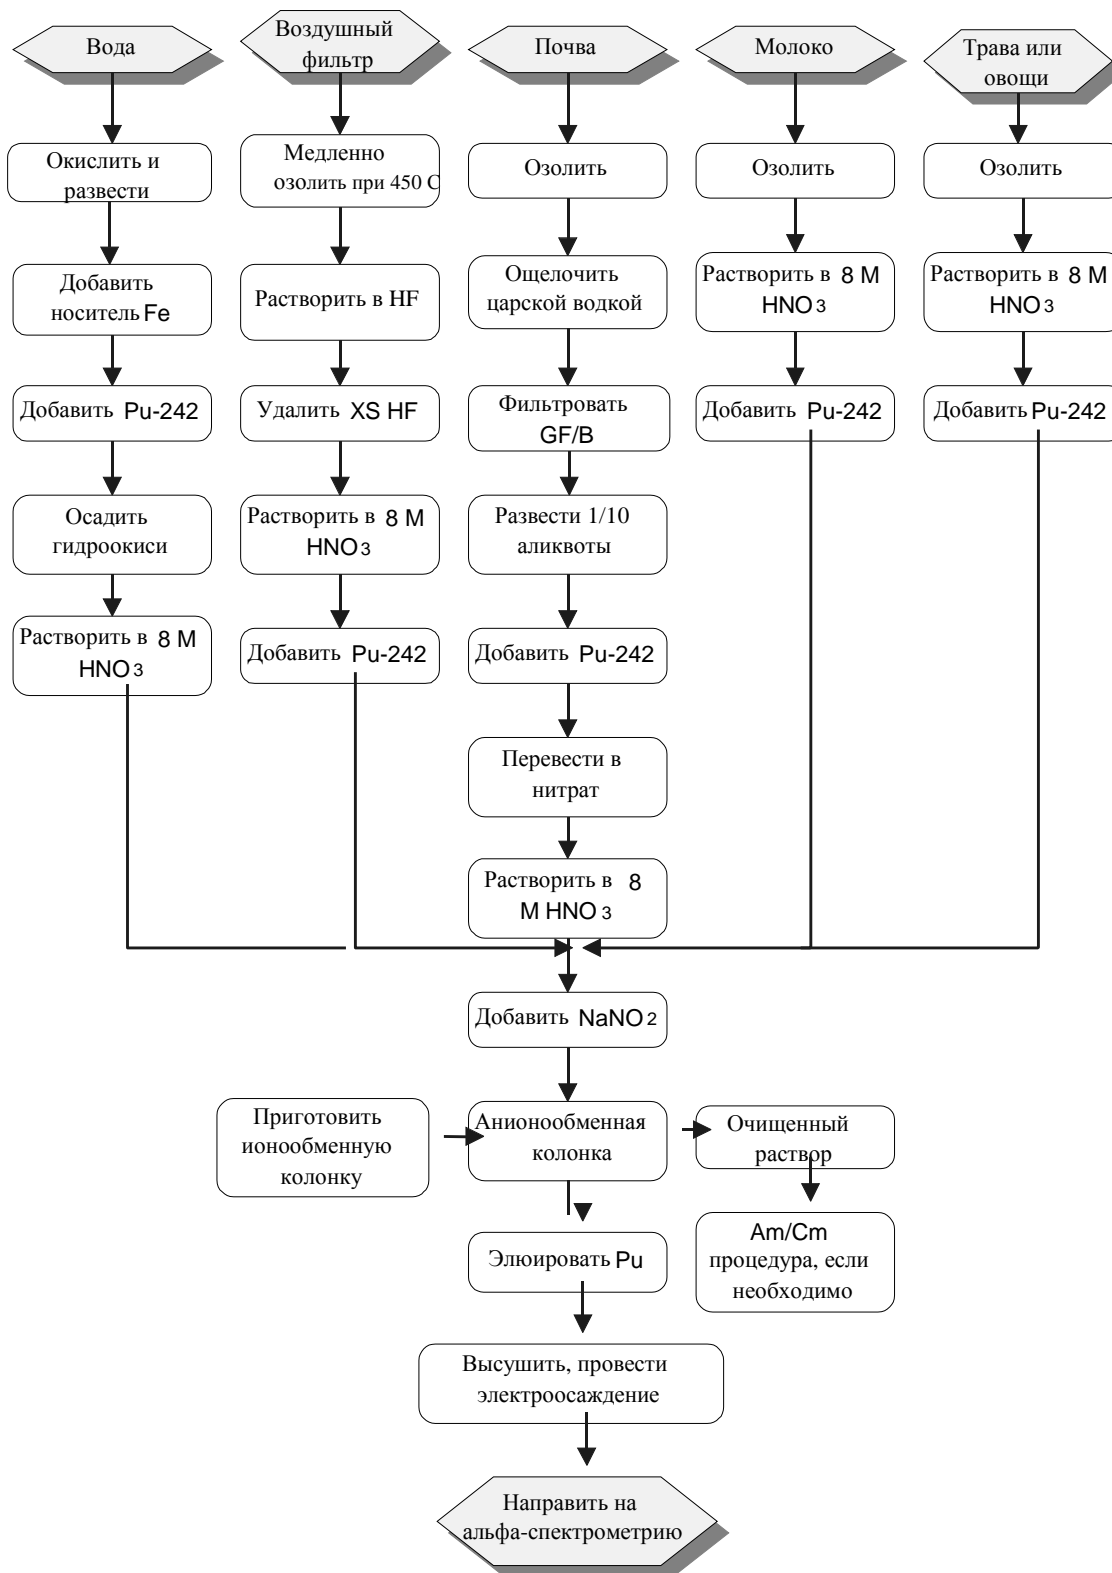 Вода
Воздушный
фильтр
Почва
Молоко
Трава или
овощи
Окислить и
развести
Медленно
озолить при 450 С
Озолить
Озолить
Озолить
Добавить
носитель Fe
Растворить в HF
Ощелочить
царской водкой
Растворить в 8 M
HNO3
Растворить в 8 M
HNO3
Добавить Pu-242
Удалить XS HF
Фильтровать
GF/B
Добавить Pu-242
Добавить Pu-242
Осадить
гидроокиси
Растворить в 8 M
HNO3
Развести 1/10
аликвоты
Растворить в 8 M
HNO3
Добавить Pu-242
Добавить Pu-242
Перевести в
нитрат
Растворить в 8
M HNO3
Добавить NaNO2
Приготовить
ионообменную
колонку
Анионообменная
колонка
Очищенный
раствор
Элюировать Pu
Am/Cm
процедура, если
необходимо
Высушить, провести
электроосаждение
Направить на
альфа-спектрометрию